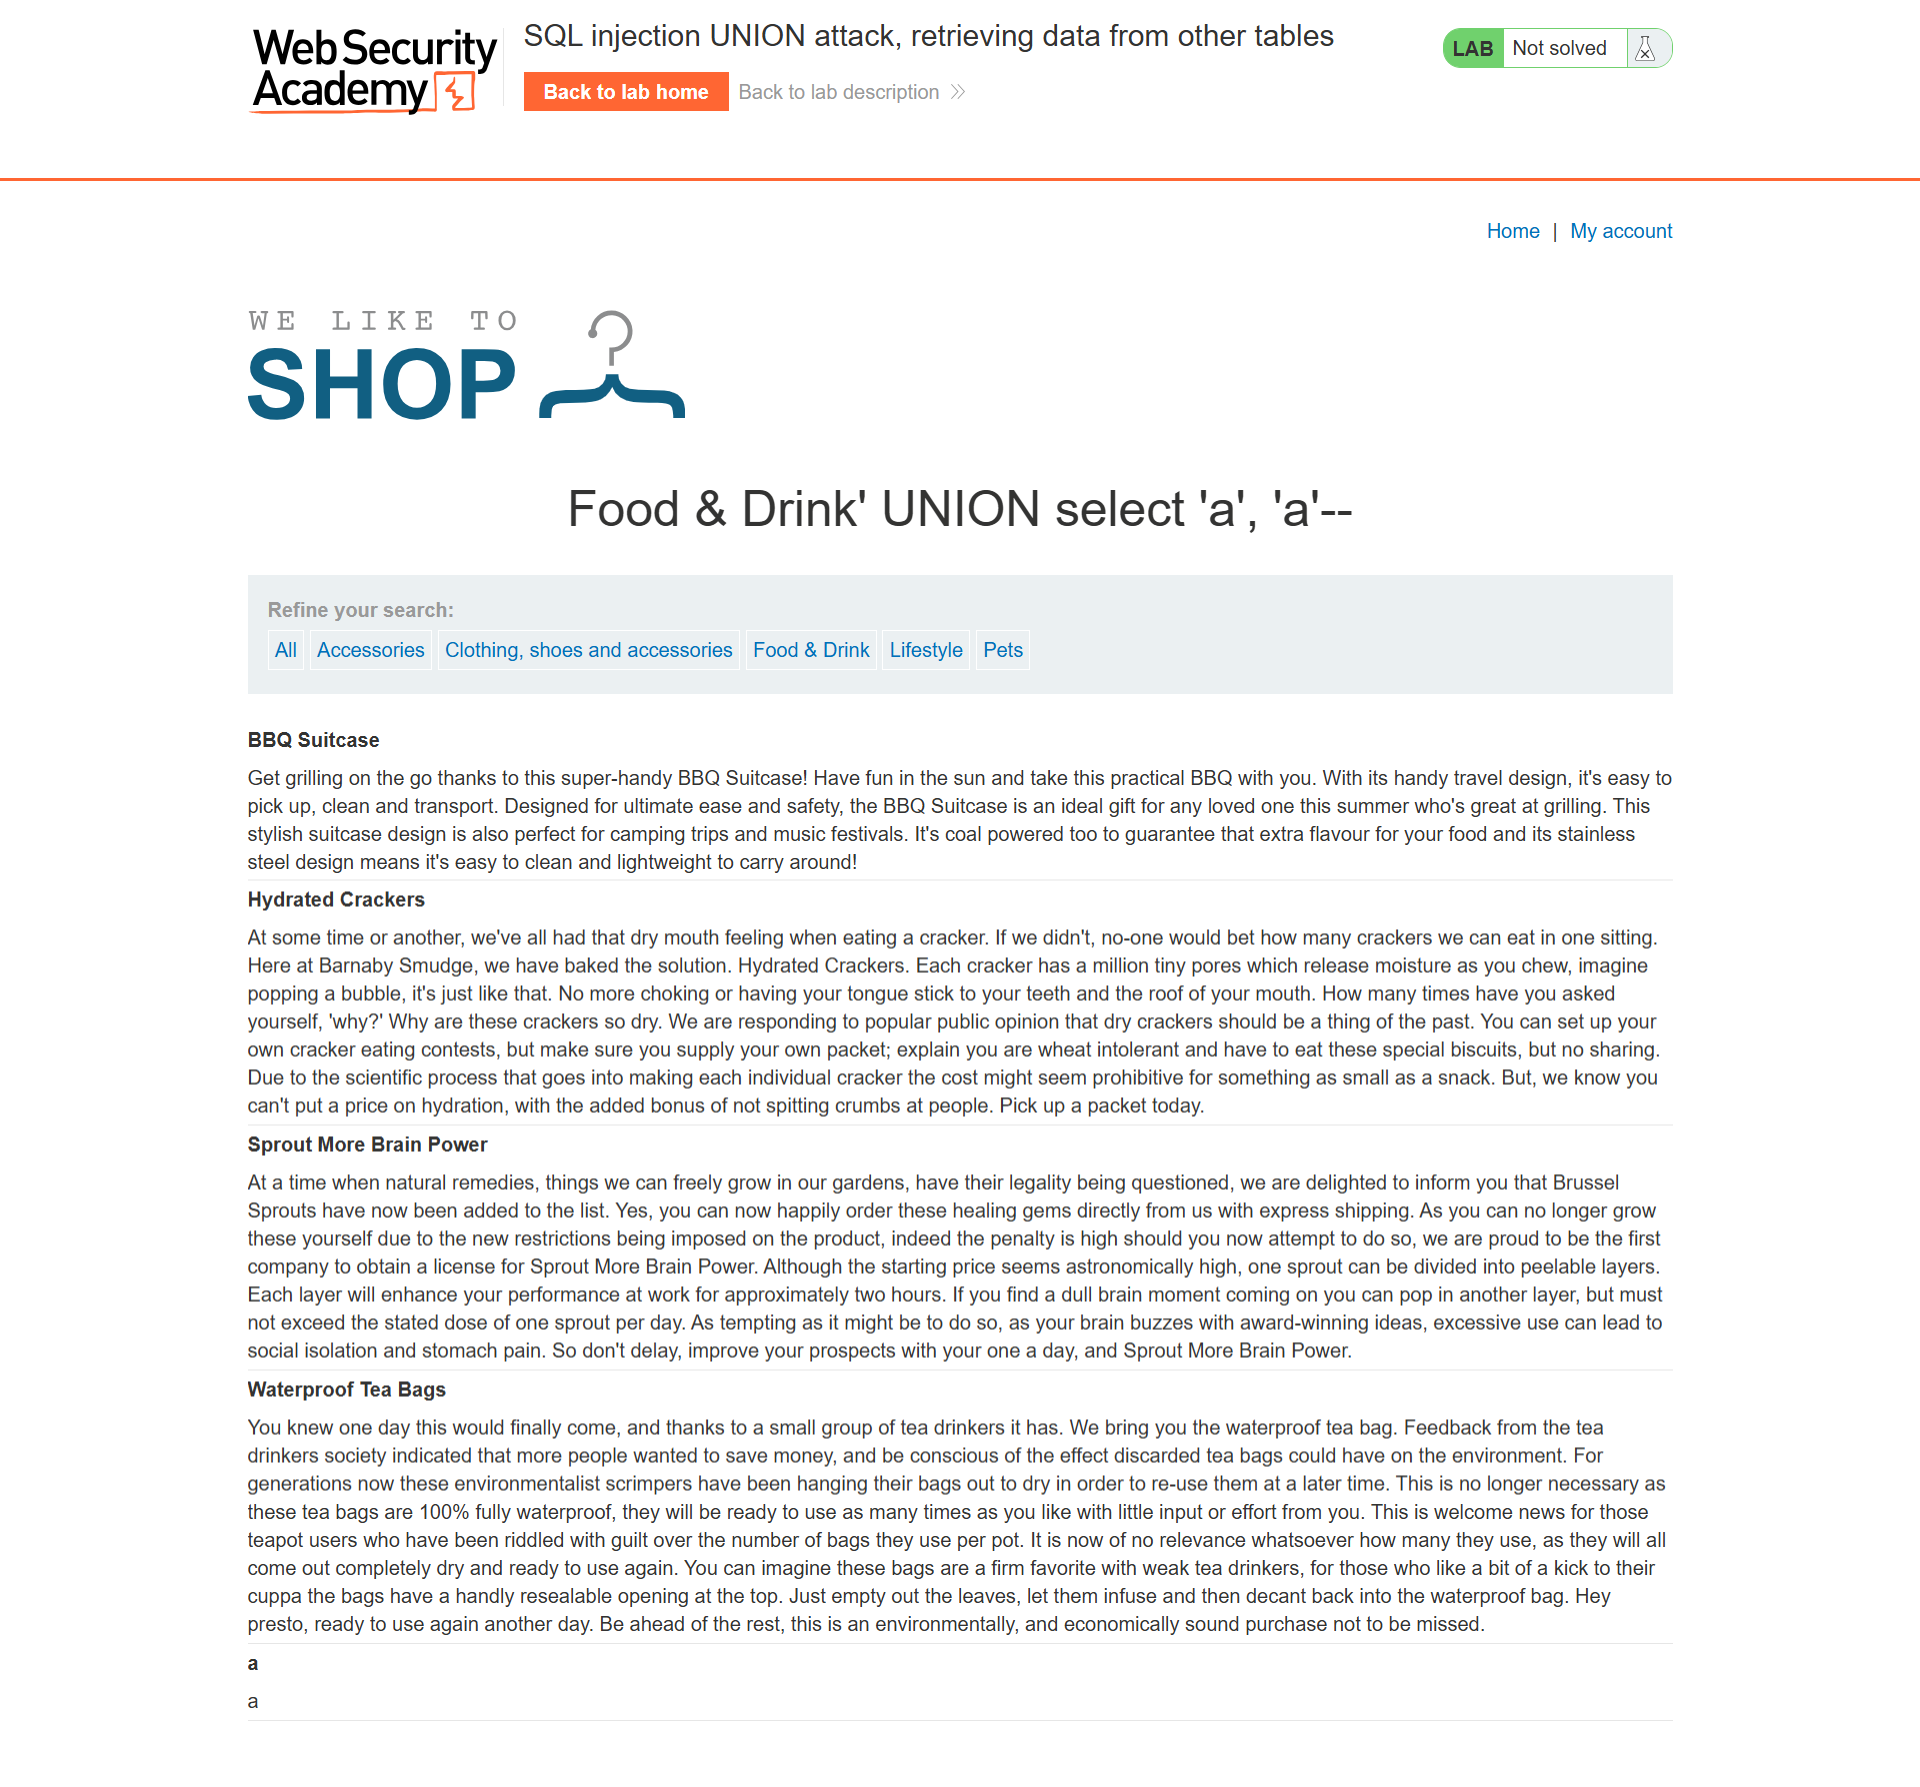 Web Security
Academy
SQL injection UNION attack, retrieving data from other tables
Back to lab home
Back to lab description
LAB
Not solved
Home | My account
WE LIKE TO
SHOP
Food & Drink' UNION select 'a', 'a'--
Refine your search:
All
Accessories
Clothing, shoes and accessories
Food & Drink
Lifestyle
Pets
BBQ Suitcase
Get grilling on the go thanks to this super-handy BBQ Suitcase! Have fun in the sun and take this practical BBQ with you. With its handy travel design, it's easy to
pick up, clean and transport. Designed for ultimate ease and safety, the BBQ Suitcase is an ideal gift for any loved one this summer who's great at grilling. This
stylish suitcase design is also perfect for camping trips and music festivals. It's coal powered too to guarantee that extra flavour for your food and its stainless
steel design means it's easy to clean and lightweight to carry around!
Hydrated Crackers
At some time or another, we've all had that dry mouth feeling when eating a cracker. If we didn't, no-one would bet how many crackers we can eat in one sitting.
Here at Barnaby Smudge, we have baked the solution. Hydrated Crackers. Each cracker has a million tiny pores which release moisture as you chew, imagine
popping a bubble, it's just like that. No more choking or having your tongue stick to your teeth and the roof of your mouth. How many times have you asked
yourself, 'why?' Why are these crackers so dry. We are responding to popular public opinion that dry crackers should be a thing of the past. You can set up your
own cracker eating contests, but make sure you supply your own packet; explain you are wheat intolerant and have to eat these special biscuits, but no sharing.
Due to the scientific process that goes into making each individual cracker the cost might seem prohibitive for something as small as a snack. But, we know you
can't put a price on hydration, with the added bonus of not spitting crumbs at people. Pick up a packet today.
Sprout More Brain Power
At a time when natural remedies, things we can freely grow in our gardens, have their legality being questioned, we are delighted to inform you that Brussel
Sprouts have now been added to the list. Yes, you can now happily order these healing gems directly from us with express shipping. As you can no longer grow
these yourself due to the new restrictions being imposed on the product, indeed the penalty is high should you now attempt to do so, we are proud to be the first
company to obtain a license for Sprout More Brain Power. Although the starting price seems astronomically high, one sprout can be divided into peelable layers.
Each layer will enhance your performance at work for approximately two hours. If you find a dull brain moment coming on you can pop in another layer, but must
not exceed the stated dose of one sprout per day. As tempting as it might be to do so, as your brain buzzes with award-winning ideas, excessive use can lead to
social isolation and stomach pain. So don't delay, improve your prospects with your one a day, and Sprout More Brain Power.
Waterproof Tea Bags
You knew one day this would finally come, and thanks to a small group of tea drinkers it has. We bring you the waterproof tea bag. Feedback from the tea
drinkers society indicated that more people wanted to save money, and be conscious of the effect discarded tea bags could have on the environment. For
generations now these environmentalist scrimpers have been hanging their bags out to dry in order to re-use them at a later time. This is no longer necessary as
these tea bags are 100% fully waterproof, they will be ready to use as many times as you like with little input or effort from you. This is welcome news for those
teapot users who have been riddled with guilt over the number of bags they use per pot. It is now of no relevance whatsoever how many they use, as they will all
come out completely dry and ready to use again. You can imagine these bags are a firm favorite with weak tea drinkers, for those who like a bit of a kick to their
cuppa the bags have a handly resealable opening at the top. Just empty out the leaves, let them infuse and then decant back into the waterproof bag. Hey
presto, ready to use again another day. Be ahead of the rest, this is an environmentally, and economically sound purchase not to be missed.
a
a